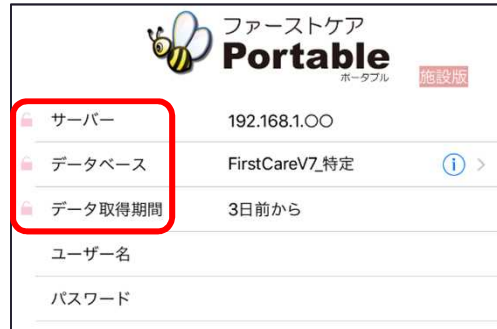 ファーストケア
Portable
ポータブル
施設版
サーバー 192.168.1.〇〇
データベース FirstCareV7_特定
データ取得期間 3日前から
ユーザー名
パスワード